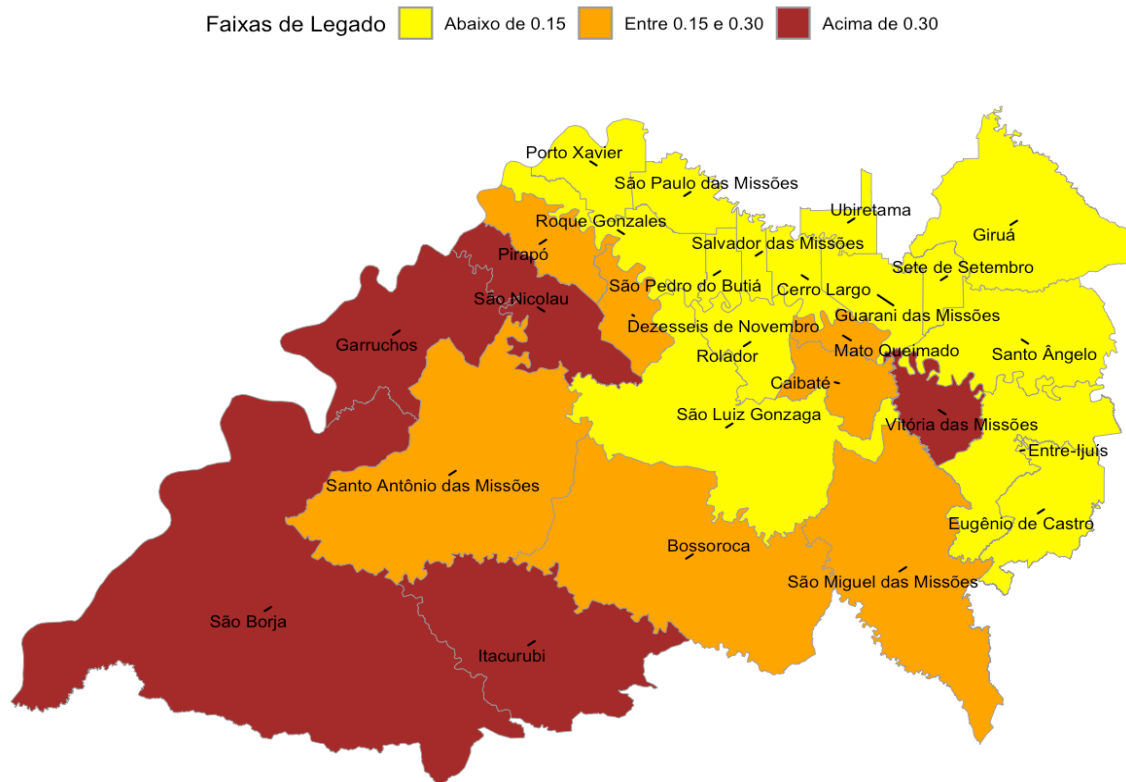 Faixas de Legado Abaixo de 0.15 Entre 0.15 e 0.30 Acima de 0.30
Porto Xavier
São Paulo das Missões
Ubiretama
Roque Gonzales
Giruá
Salvador das Missões
Pirapó
Sete de Setembro
São Pedro do Butiá
Cerro Largo
São Nicolau
Guarani das Missões
Dezesseis de Novembro
Garruchos
Mato Queimado
Santo Ângelo
Rolador
Caibaté
São Luiz Gonzaga
Vitória das Missões
Entre-Ijuís
Santo Antônio das Missões
Eugênio de Castro
Bossoroca
São Miguel das Missões
São Borja
Itacurubi